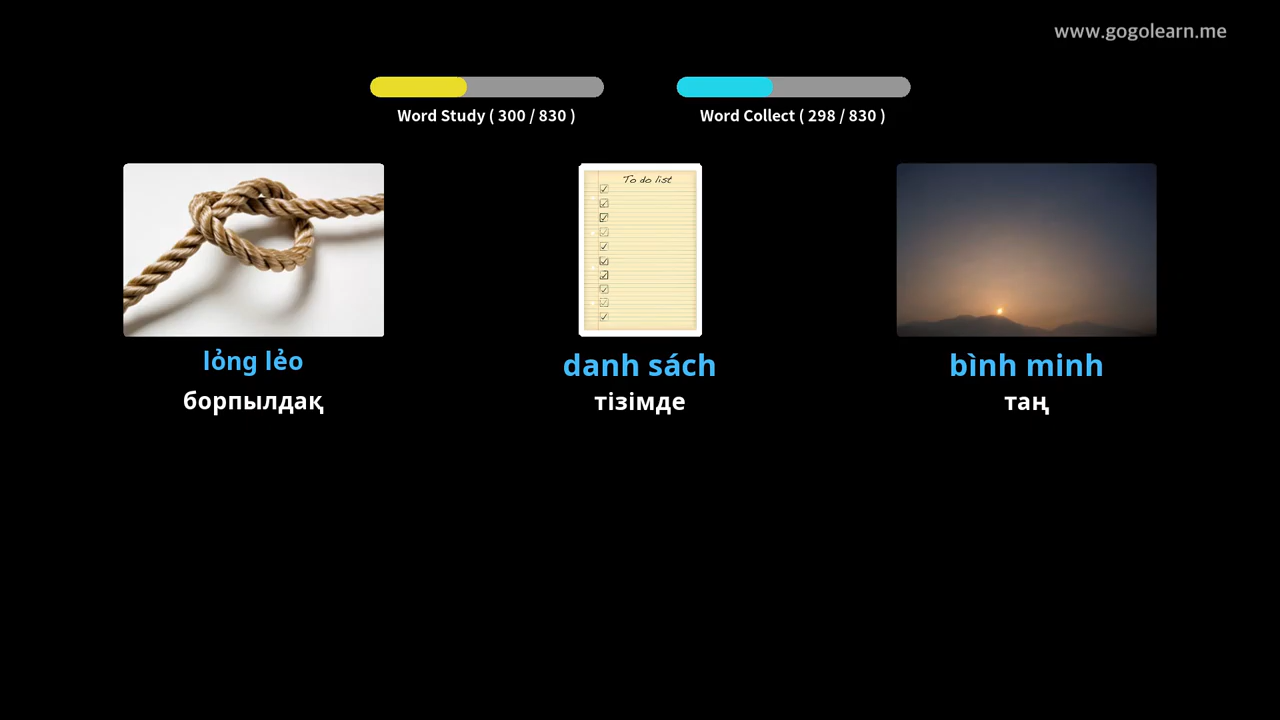 www.gogolearn.me
Word Study ( 300 / 830 )
Word Collect ( 298 / 830 )
To do list
lỏng lẻo
danh sách
bình minh
борпылдақ
тізімде
таң